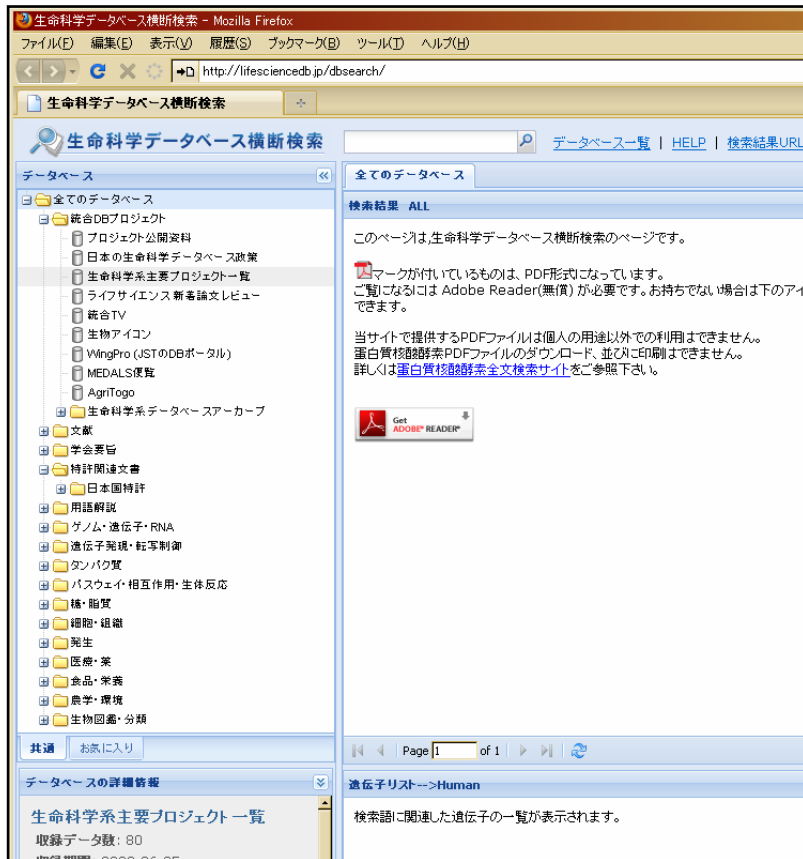 生命科学データベース横断検索 - Mozilla Firefox
ファイル(F) 編集(E) 表示(V) 履歴(S) ブックマーク(B) ツール(T) ヘルプ(H)
http://lifesciencedb.jp/dbsearch/
生命科学データベース横断検索
生命科学データベース横断検索
データベース一覧 | HELP | 検索結果URL
データベース
全てのデータベース
統合DBプロジェクト
プロジェクト公開資料
日本の生命科学データベース政策
生命科学系主要プロジェクト一覧
ライフサイエンス 新着論文レビュー
統合TV
生物アイコン
WingPro (JSTのDBポータル)
MEDALS便覧
AgriTogo
生命科学系データベースアーカーブ
文献
学会要旨
特許関連文書
日本国特許
用語解説
ゲノム・遺伝子・RNA
遺伝子発現・転写制御
タンパク質
パスウェイ・相互作用・生体反応
糖・脂質
細胞・組織
発生
医療・薬
食品・栄養
農学・環境
生物図鑑・分類
共通 お気に入り
データベースの詳細情報
生命科学系主要プロジェクト一覧
収録データ数: 80
全てのデータベース
検索結果 ALL
このページは,生命科学データベース横断検索のページです。
マークが付いているものは、PDF形式になっています。
ご覧になるには Adobe Reader(無償) が必要です。お持ちでない場合は下のアイ
できます。
当サイトで提供するPDFファイルは個人の用途以外での利用はできません。
蛋白質核酸酵素PDFファイルのダウンロード、並びに印刷はできません。
詳しくは蛋白質核酸酵素全文検索サイトをご参照下さい。
Get
ADOBE® READER®
Page 1 of 1
遺伝子リスト-->Human
検索語に関連した遺伝子の一覧が表示されます。